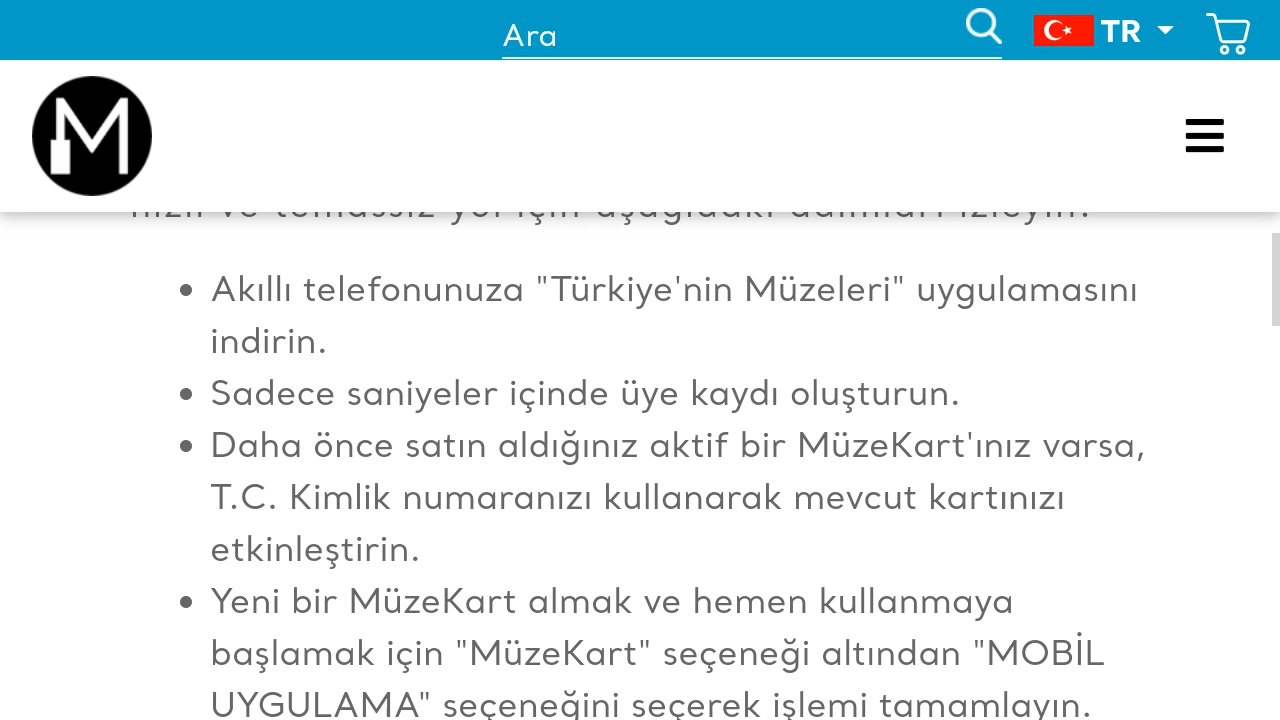 Ara
TR
M
hızlı ve temassız yol için aşağıdaki adımları izleyin:
Akıllı telefonunuza "Türkiye'nin Müzeleri" uygulamasını
indirin.
Sadece saniyeler içinde üye kaydı oluşturun.
Daha önce satın aldığınız aktif bir MüzeKart'ınız varsa,
T.C. Kimlik numaranızı kullanarak mevcut kartınızı
etkinleştirin.
Yeni bir MüzeKart almak ve hemen kullanmaya
başlamak için "MüzeKart" seçeneği altından "MOBİL
UYGULAMA" seçeneğini seçerek işlemi tamamlayın.